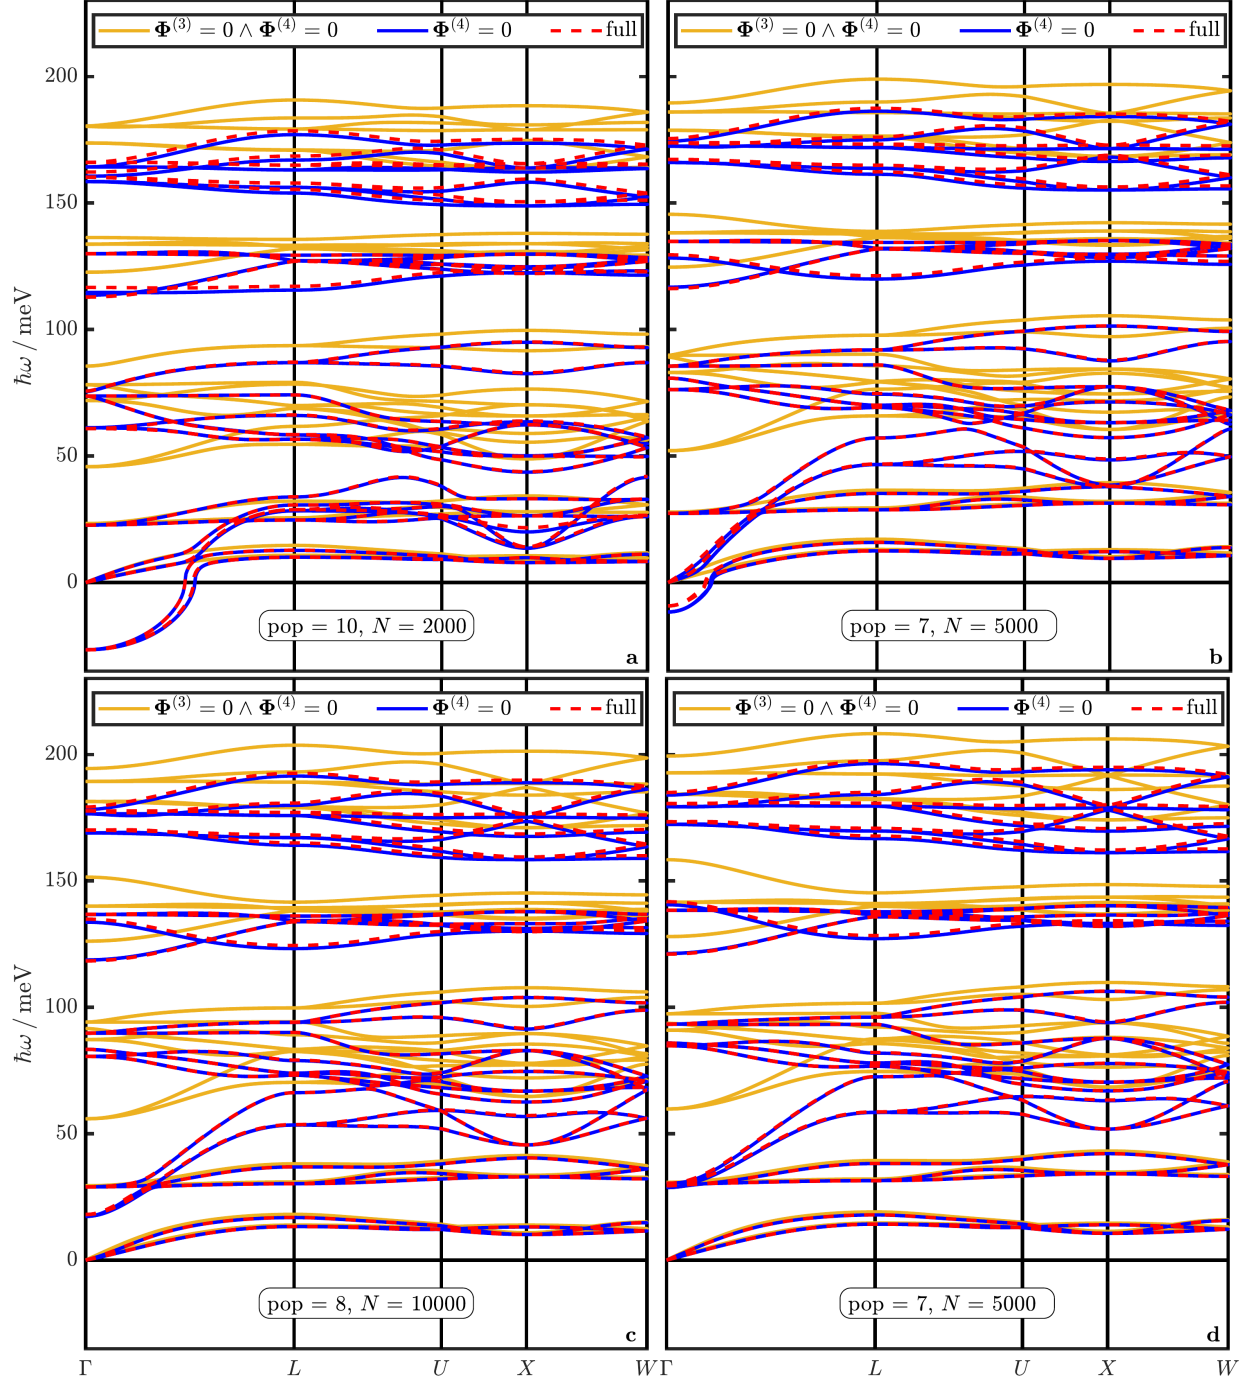 Φ(3) = 0 ∧ Φ(4) = 0 Φ(4) = 0 full
Φ(3) = 0 ∧ Φ(4) = 0 Φ(4) = 0 full
200
150
100
50
0
ħω / meV
pop = 10, N = 2000
a
pop = 7, N = 5000
b
Φ(3) = 0 ∧ Φ(4) = 0 Φ(4) = 0 full
Φ(3) = 0 ∧ Φ(4) = 0 Φ(4) = 0 full
200
150
100
50
0
ħω / meV
pop = 8, N = 10000
c
pop = 7, N = 5000
d
Γ L U X W Γ L U X W